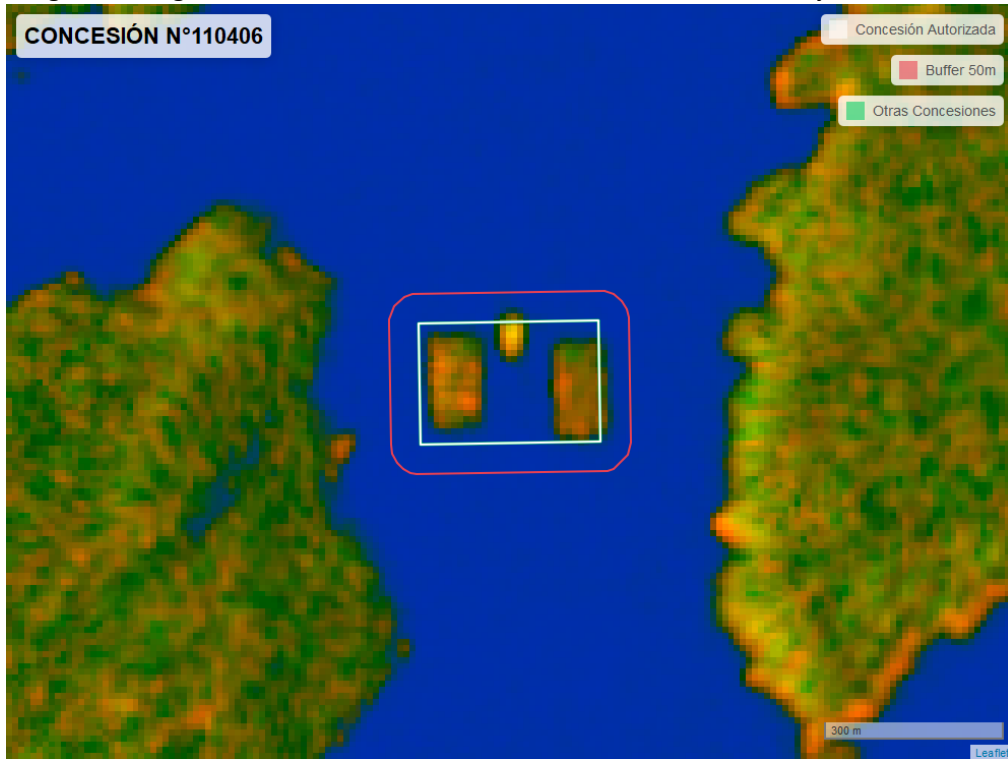 CONCESIÓN N°110406
Concesión Autorizada
Buffer 50m
Otras Concesiones
300 m
Leaflet